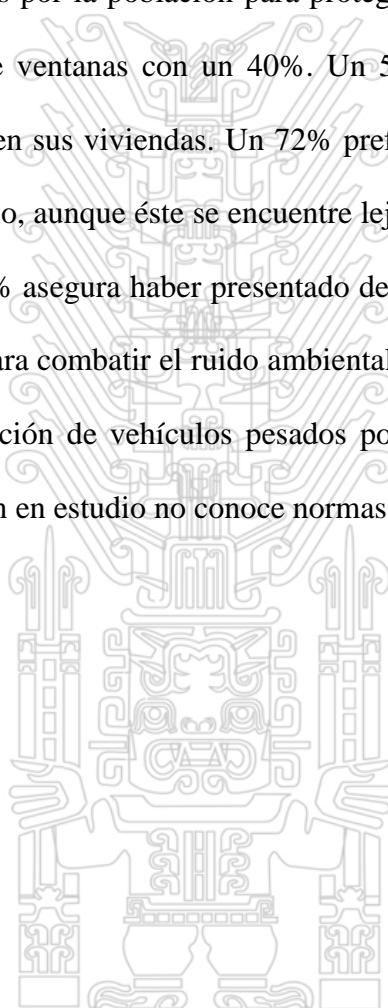 s por la población para proteg
e ventanas con un 40%. Un 5
en sus viviendas. Un 72% pref
o, aunque éste se encuentre lej
% asegura haber presentado de
ara combatir el ruido ambiental
ción de vehículos pesados po
n en estudio no conoce normas